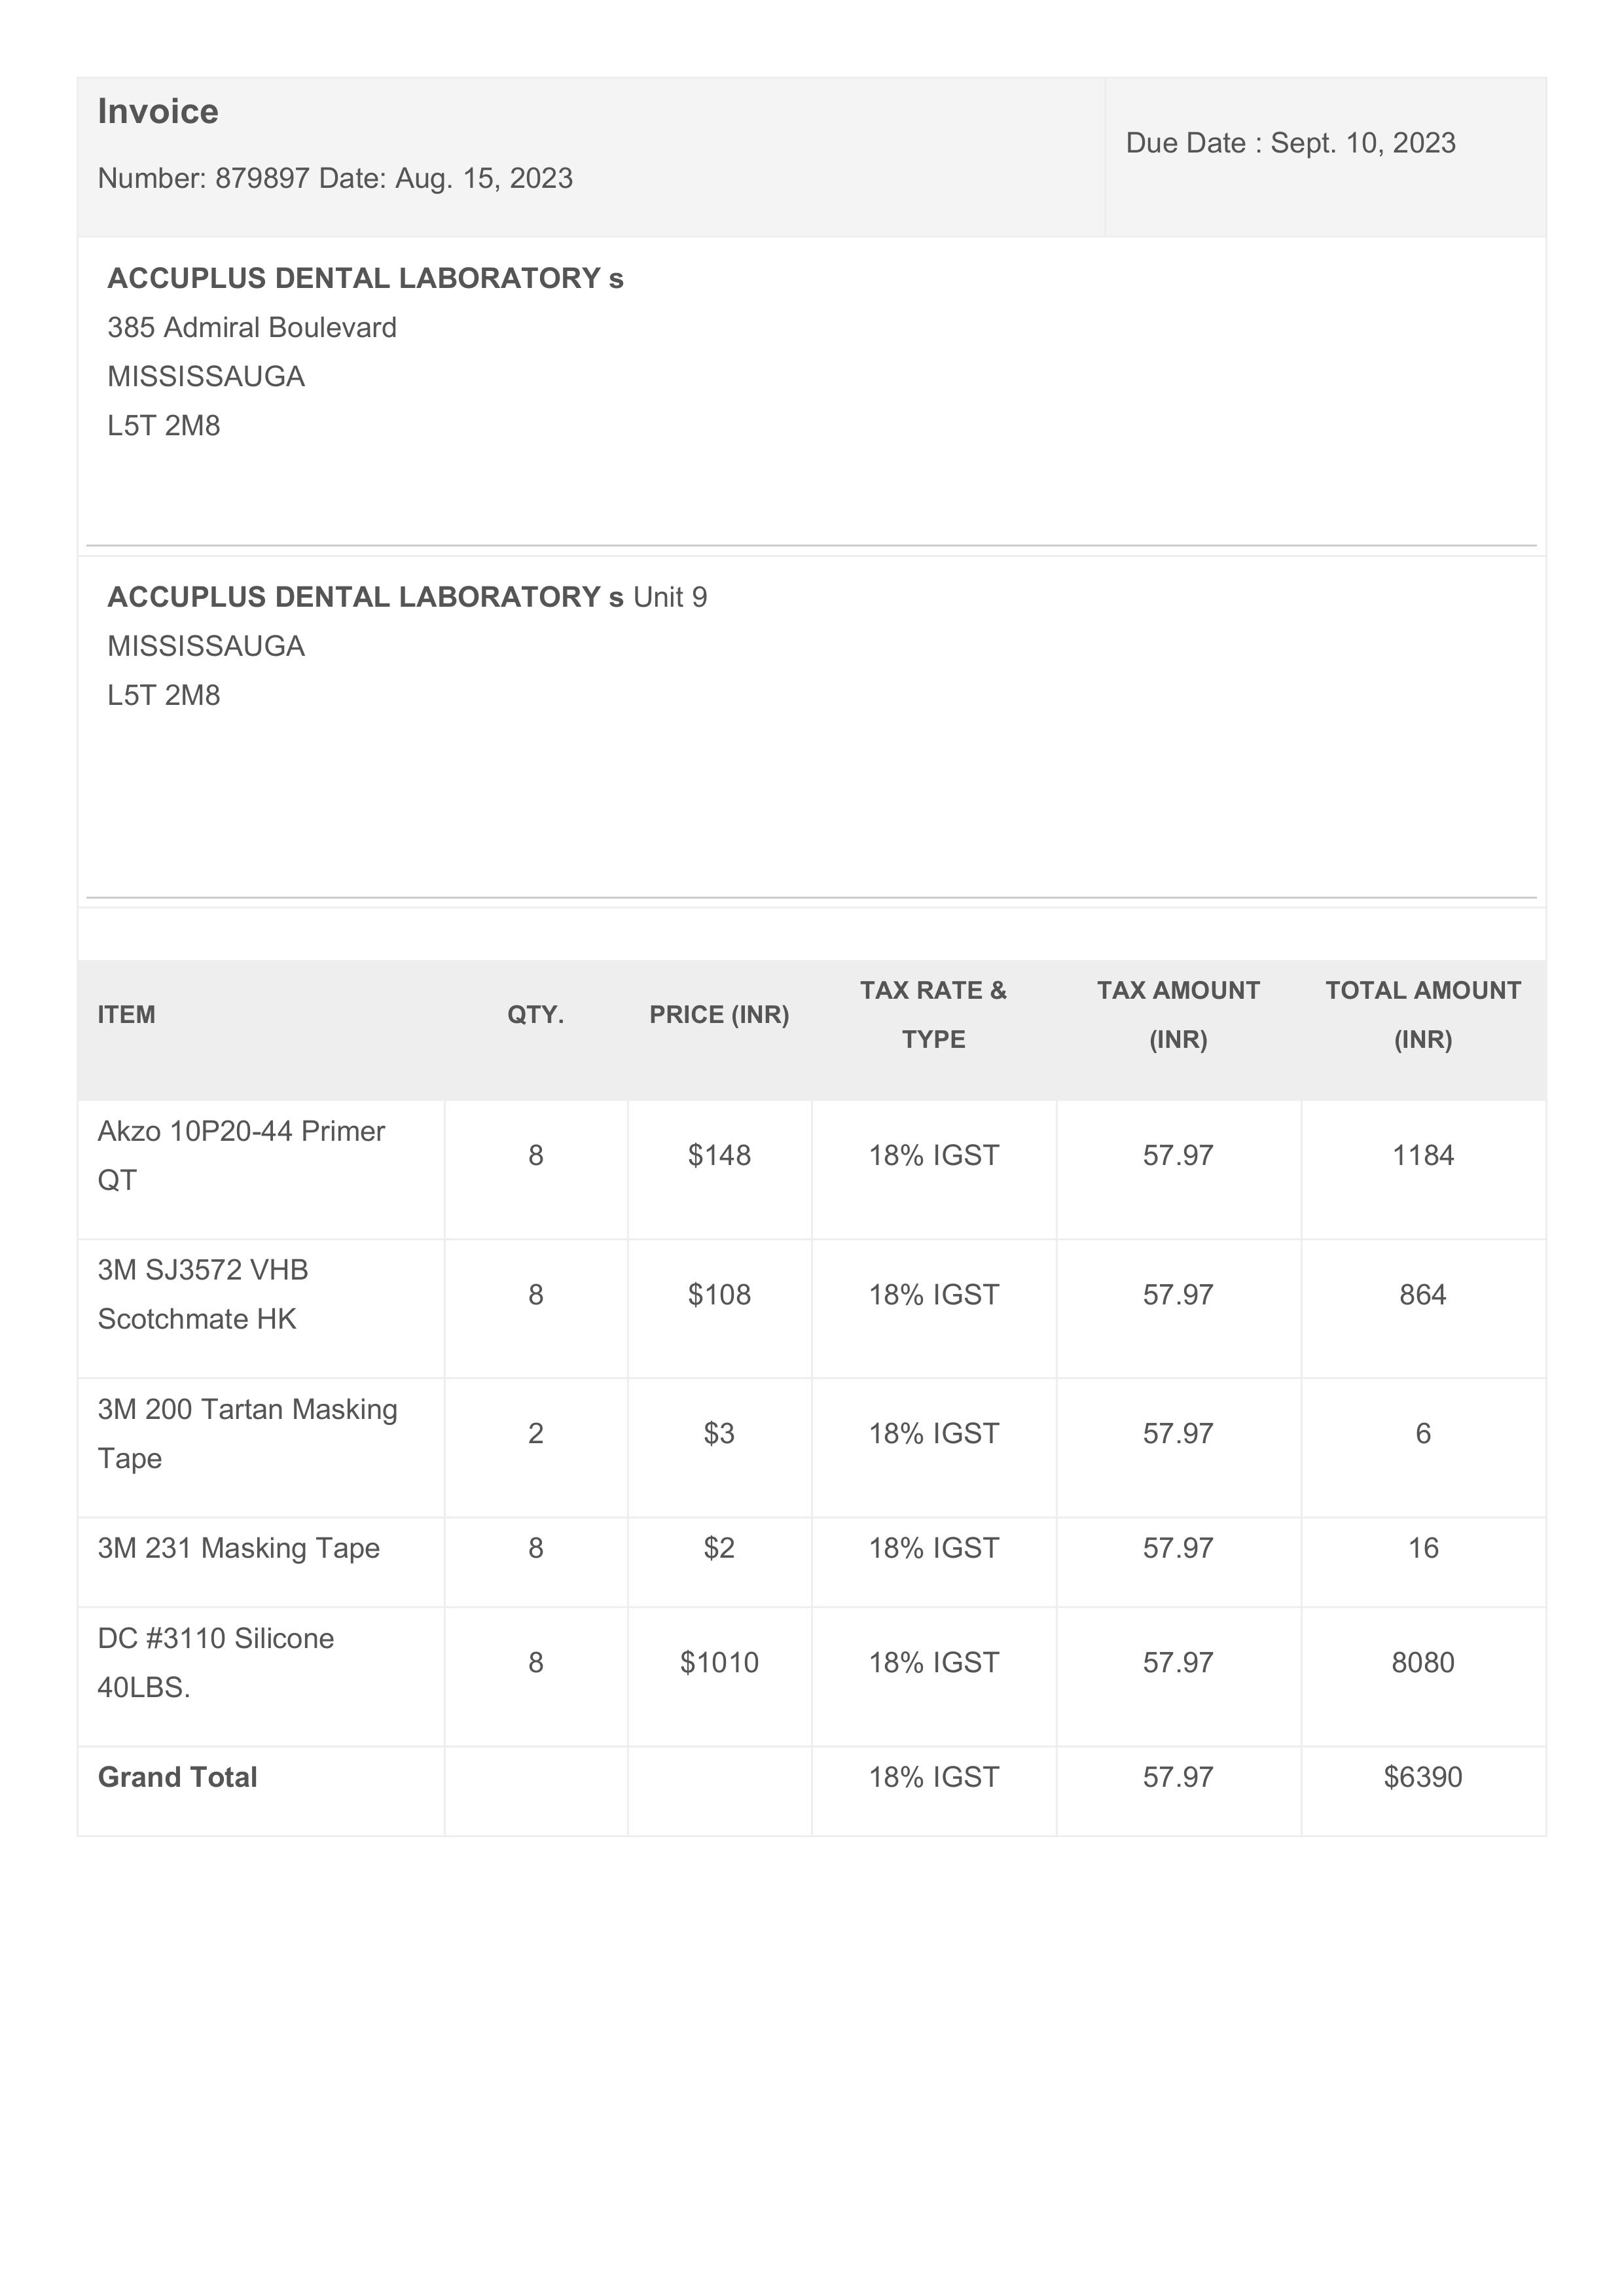 Invoice
Number: 879897 Date: Aug. 15, 2023
Due Date : Sept. 10, 2023
ACCUPLUS DENTAL LABORATORY s
385 Admiral Boulevard
MISSISSAUGA
L5T 2M8
ACCUPLUS DENTAL LABORATORY s Unit 9
MISSISSAUGA
L5T 2M8
ITEM QTY. PRICE (INR) TAX RATE & TYPE TAX AMOUNT (INR) TOTAL AMOUNT (INR)
Akzo 10P20-44 Primer QT 8 $148 18% IGST 57.97 1184
3M SJ3572 VHB Scotchmate HK 8 $108 18% IGST 57.97 864
3M 200 Tartan Masking Tape 2 $3 18% IGST 57.97 6
3M 231 Masking Tape 8 $2 18% IGST 57.97 16
DC #3110 Silicone 40LBS. 8 $1010 18% IGST 57.97 8080
Grand Total 18% IGST 57.97 $6390